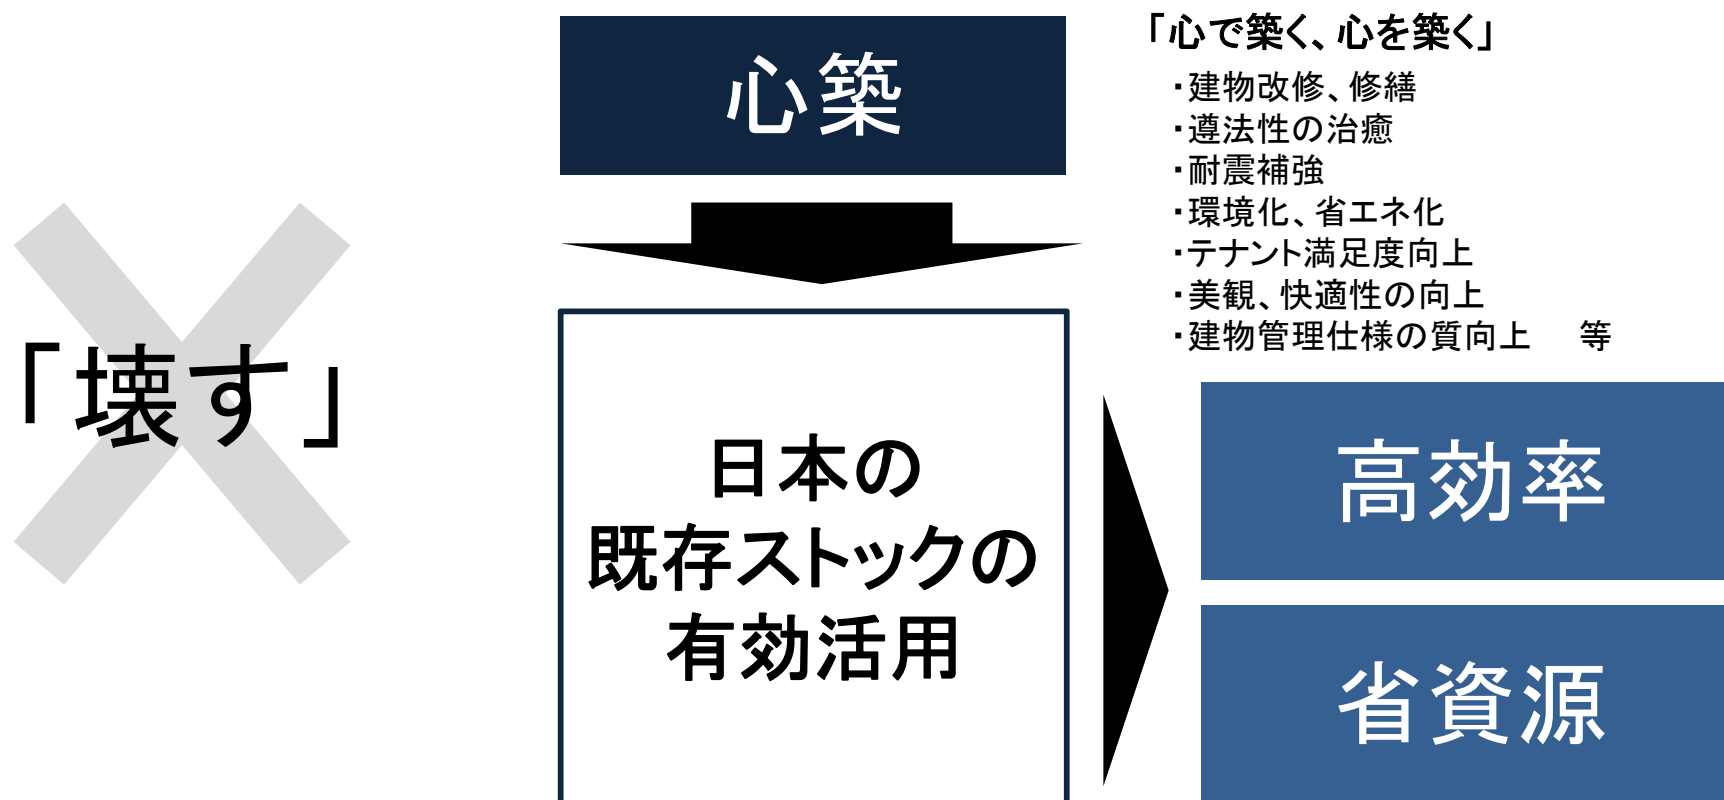 心築
「心で築く、心を築く」
・建物改修、修繕
・遵法性の治癒
・耐震補強
・環境化、省エネ化
・テナント満足度向上
・美観、快適性の向上
・建物管理仕様の質向上　等
「壊す」
日本の
既存ストックの
有効活用
高効率
省資源